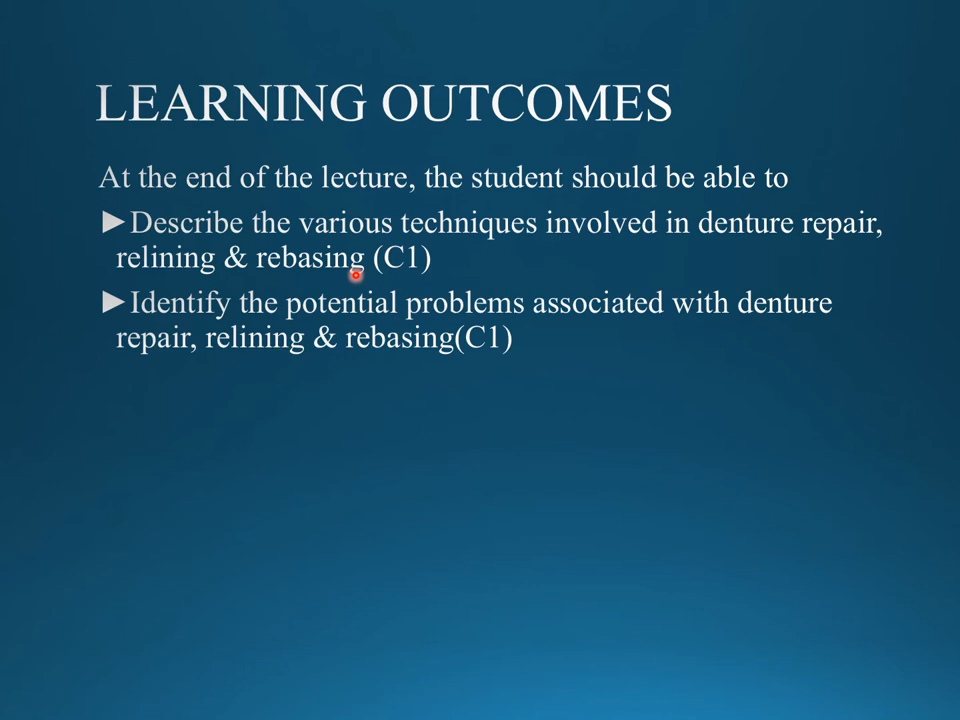 LEARNING OUTCOMES
At the end of the lecture, the student should be able to
►Describe the various techniques involved in denture repair,
relining & rebasing (C1)
►Identify the potential problems associated with denture
repair, relining & rebasing(C1)